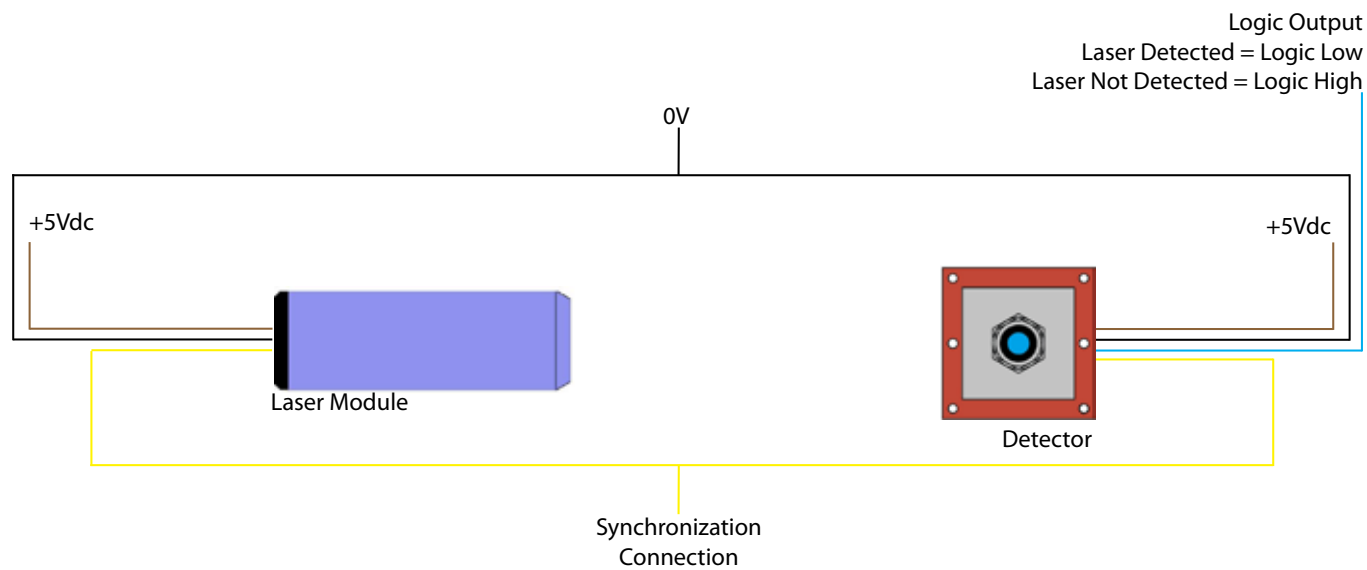 Logic Output
Laser Detected = Logic Low
Laser Not Detected = Logic High
0V
+5Vdc
+5Vdc
Laser Module
Detector
Synchronization
Connection